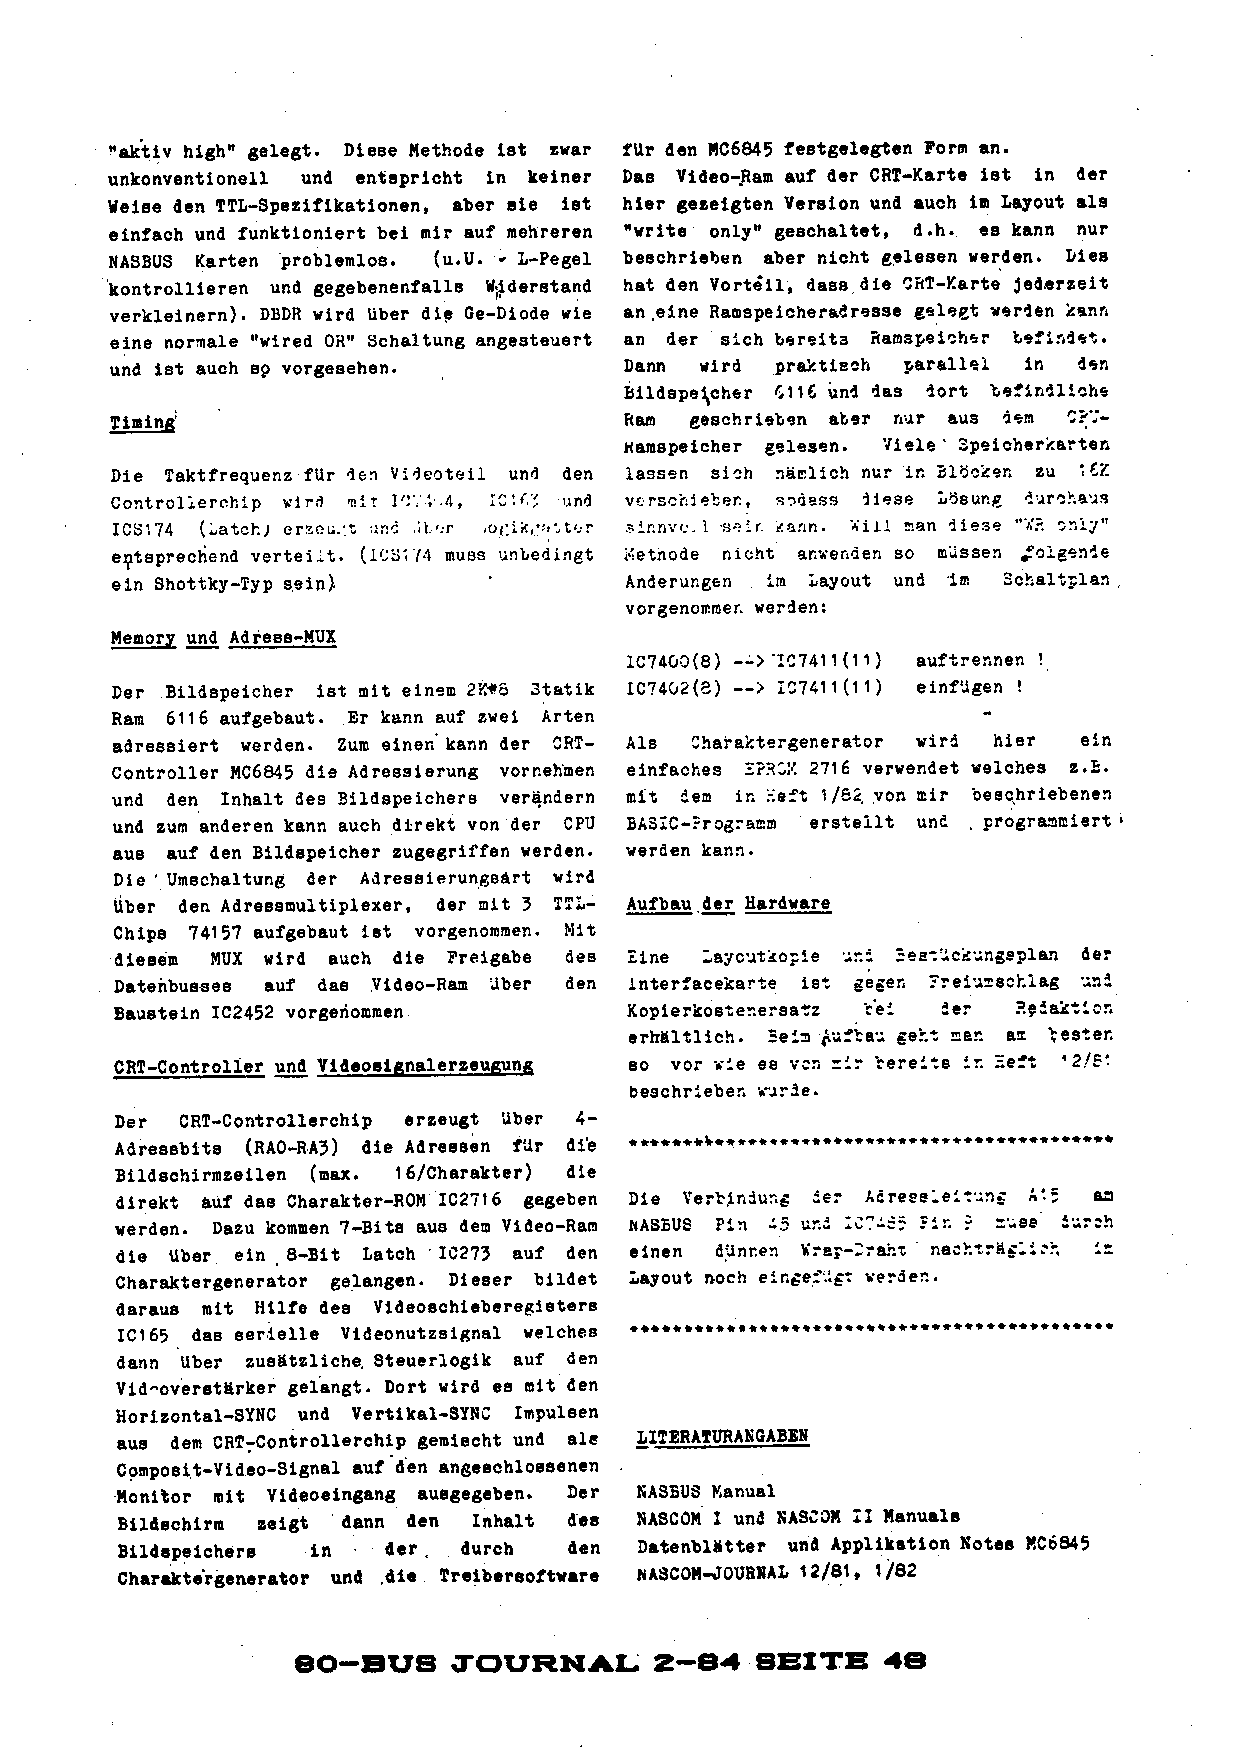 "aktiv high" gelegt. Diese Methode ist zwar
unkonventionell und entspricht in keiner
Weise den TTL-Spezifikationen, aber sie ist
einfach und funktioniert bei mir auf mehreren
NASBUS Karten problemlos. (u.U. - L-Pegel
kontrollieren und gegebenenfalls Widerstand
verkleinern). DBDR wird über die Ge-Diode wie
eine normale "wired OR" Schaltung angesteuert
und ist auch so vorgesehen.
Timing
Die Taktfrequenz für den Videoteil und den
Controllerchip wird mit und
ICS174 (Latch) erzeugt und über
entsprechend verteilt. (ICS174 muss unbedingt
ein Shottky-Typ sein)
Memory und Adress-MUX
Der Bildspeicher ist mit einem 2K*8 Statik
Ram 6116 aufgebaut. Er kann auf zwei Arten
adressiert werden. Zum einen kann der CRT-
Controller MC6845 die Adressierung vornehmen
und den Inhalt des Bildspeichers verändern
und zum anderen kann auch direkt von der CPU
aus auf den Bildspeicher zugegriffen werden.
Die Umschaltung der Adressierungsart wird
über den Adressmultiplexer, der mit 3 TTL-
Chips 74157 aufgebaut ist vorgenommen. Mit
diesem MUX wird auch die Freigabe des
Datenbusses auf das Video-Ram über den
Baustein IC2452 vorgenommen
CRT-Controller und Videosignalerzeugung
Der CRT-Controllerchip erzeugt über 4-
Adressbits (RA0-RA3) die Adressen für die
Bildschirmzeilen (max. 16/Charakter) die
direkt auf das Charakter-ROM IC2716 gegeben
werden. Dazu kommen 7-Bits aus dem Video-Ram
die über ein 8-Bit Latch IC273 auf den
Charaktergenerator gelangen. Dieser bildet
daraus mit Hilfe des Videoschieberegisters
IC165 das serielle Videonutzsignal welches
dann über zusätzliche Steuerlogik auf den
Videoverstärker gelangt. Dort wird es mit den
Horizontal-SYNC und Vertikal-SYNC Impulsen
aus dem CRT-Controllerchip gemischt und als
Composit-Video-Signal auf den angeschlossenen
Monitor mit Videoeingang ausgegeben. Der
Bildschirm zeigt dann den Inhalt des
Bildspeichers in der durch den
Charaktergenerator und die Treibersoftware
für den MC6845 festgelegten Form an.
Das Video-Ram auf der CRT-Karte ist in der
hier gezeigten Version und auch im Layout als
"write only" geschaltet, d.h. es kann nur
beschrieben aber nicht gelesen werden. Dies
hat den Vorteil, dass die CRT-Karte jederzeit
an eine Ramspeicheradresse gelegt werden kann
an der sich bereits Ramspeicher befindet.
Dann wird praktisch parallel in den
Bildspeicher 6116 und das dort befindliche
Ram geschrieben aber nur aus dem CPU-
Ramspeicher gelesen. Viele Speicherkarten
lassen sich nämlich nur in Blöcken zu 16K
verschieben, sodass diese Lösung durchaus
sinnvoll sein kann. Will man diese "WR only"
Methode nicht anwenden so müssen folgende
Anderungen im Layout und im Schaltplan
vorgenommen werden:
IC7400(8) --> IC7411(11) auftrennen !
IC7402(8) --> IC7411(11) einfügen !
Als Charaktergenerator wird hier ein
einfaches EPROM 2716 verwendet welches z.B.
mit dem in Heft 1/82 von mir beschriebenen
BASIC-Programm erstellt und programmiert
werden kann.
Aufbau der Hardware
Eine Layoutkopie und Bestückungsplan der
Interfacekarte ist gegen Freiumschlag und
Kopierkostenersatz bei der Redaktion
erhältlich. Beim Aufbau geht man am besten
so vor wie es von mir bereits in Heft 12/81
beschrieben wurde.
*********************************************
Die Verbindung der Adressleitung A15 am
NASBUS Pin 45 und IC7485 Pin 9 muss durch
einen dünnen Wrap-Draht nachträglich im
Layout noch eingefügt werden.
*********************************************
LITERATURANGABEN
NASBUS Manual
NASCOM I und NASCOM II Manuals
Datenblätter und Applikation Notes MC6845
NASCOM-JOURNAL 12/81, 1/82
80-BUS JOURNAL 2-84 SEITE 48